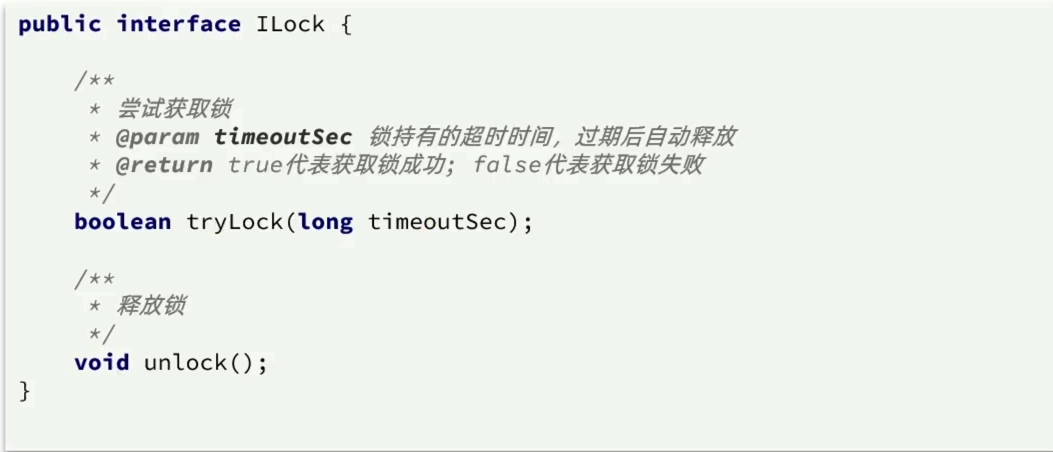 public interface ILock {
/**
* 尝试获取锁
* @param timeoutSec 锁持有的超时时间，过期后自动释放
* @return true代表获取锁成功; false代表获取锁失败
*/
boolean tryLock(long timeoutSec);
/**
* 释放锁
*/
void unlock();
}